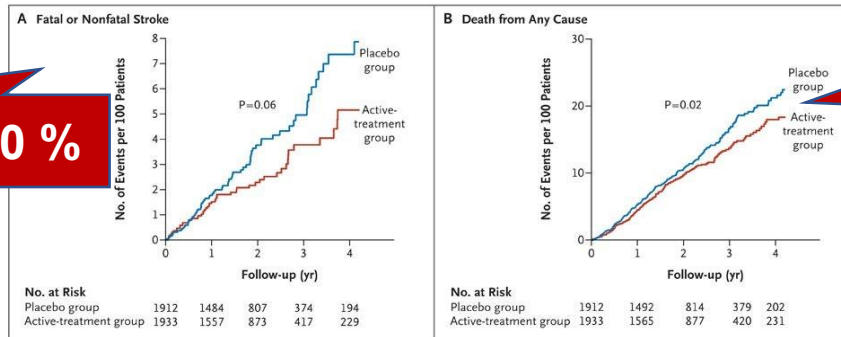 A Fatal or Nonfatal Stroke
No. of Events per 100 Patients
8
7
6
5
4
3
2
1
0
P=0.06
Placebo
group
Active-
treatment
group
0 1 2 3 4
Follow-up (yr)
No. at Risk
Placebo group 1912 1484 807 374 194
Active-treatment group 1933 1557 873 417 229
0 %
B Death from Any Cause
No. of Events per 100 Patients
30
20
10
0
P=0.02
Placebo
group
Active-
treatment
group
0 1 2 3 4
Follow-up (yr)
No. at Risk
Placebo group 1912 1492 814 379 202
Active-treatment group 1933 1565 877 420 231